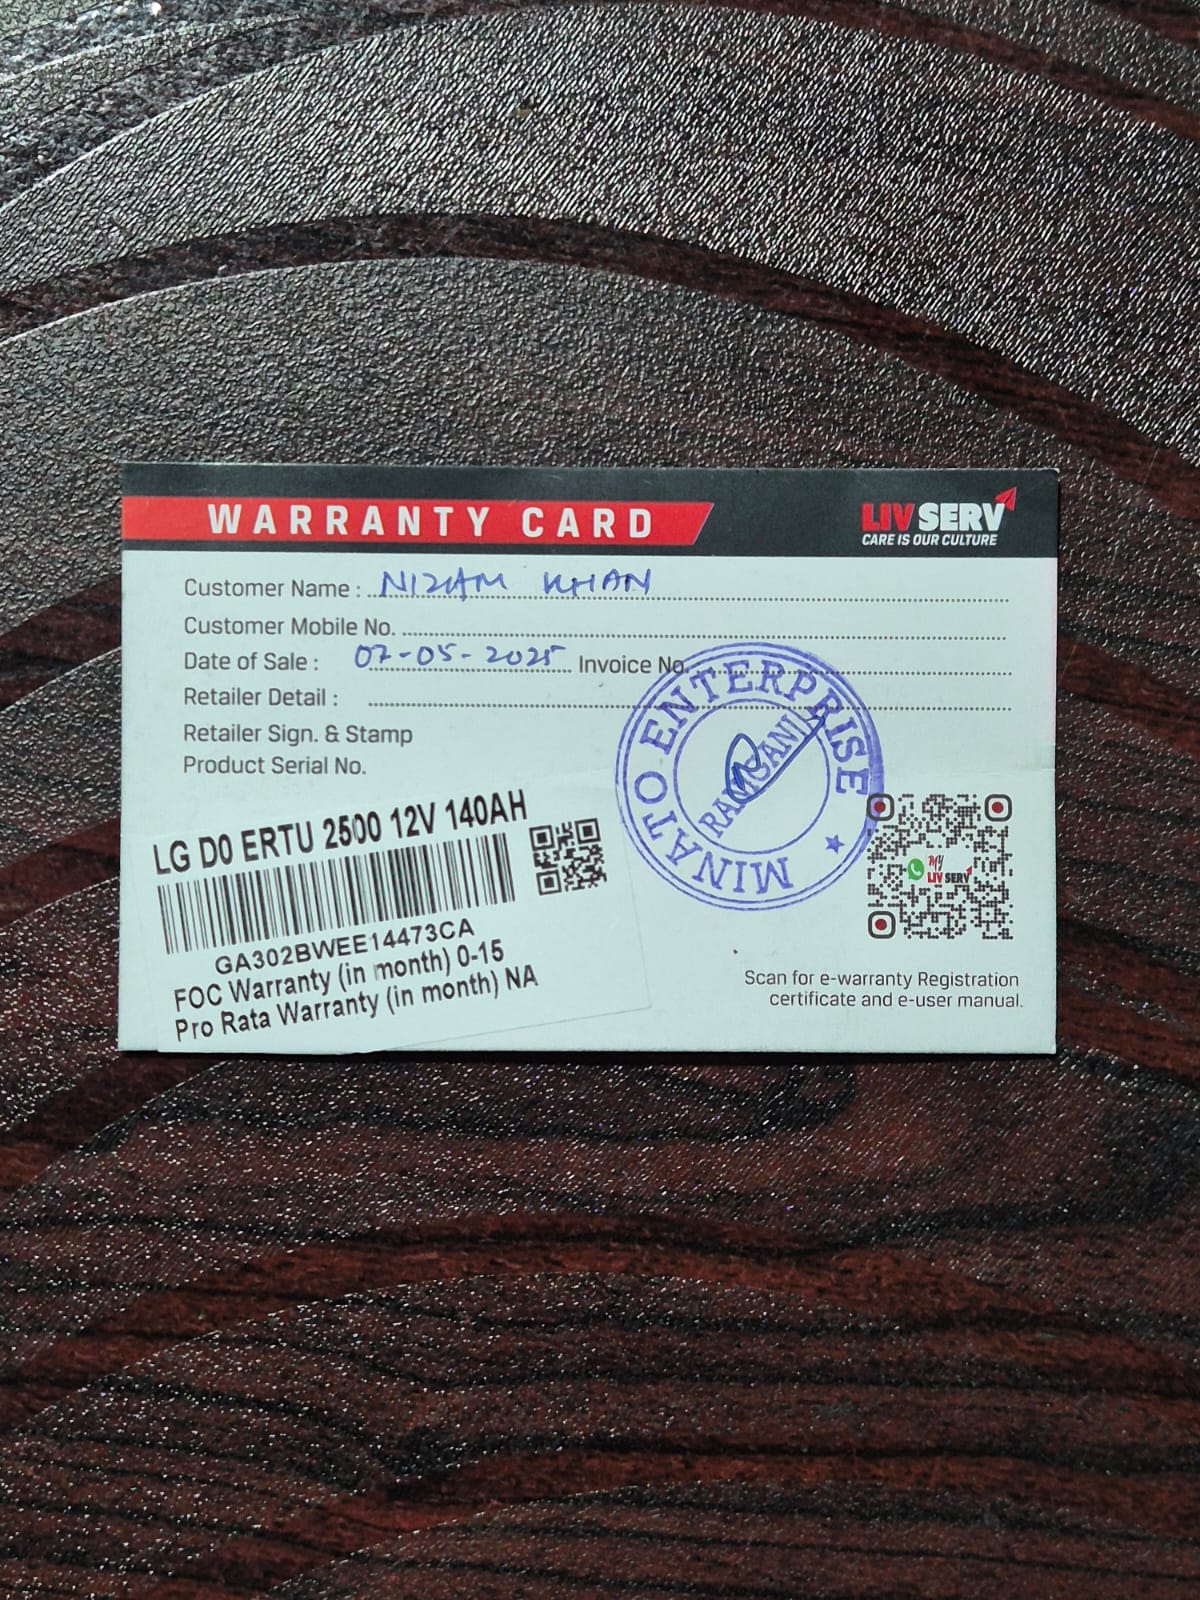 WARRANTY CARD
LIVSERV
CARE IS OUR CULTURE
Customer Name : NIZAM KHAN
Customer Mobile No.
Date of Sale : 07-05-2025 Invoice No.
Retailer Detail :
Retailer Sign. & Stamp
Product Serial No.
MINATO ENTERPRISE
RANIGANJ
LG D0 ERTU 2500 12V 140AH
GA302BWEE14473CA
FOC Warranty (in month) 0-15
Pro Rata Warranty (in month) NA
My
LIV SERV
Scan for e-warranty Registration
certificate and e-user manual.